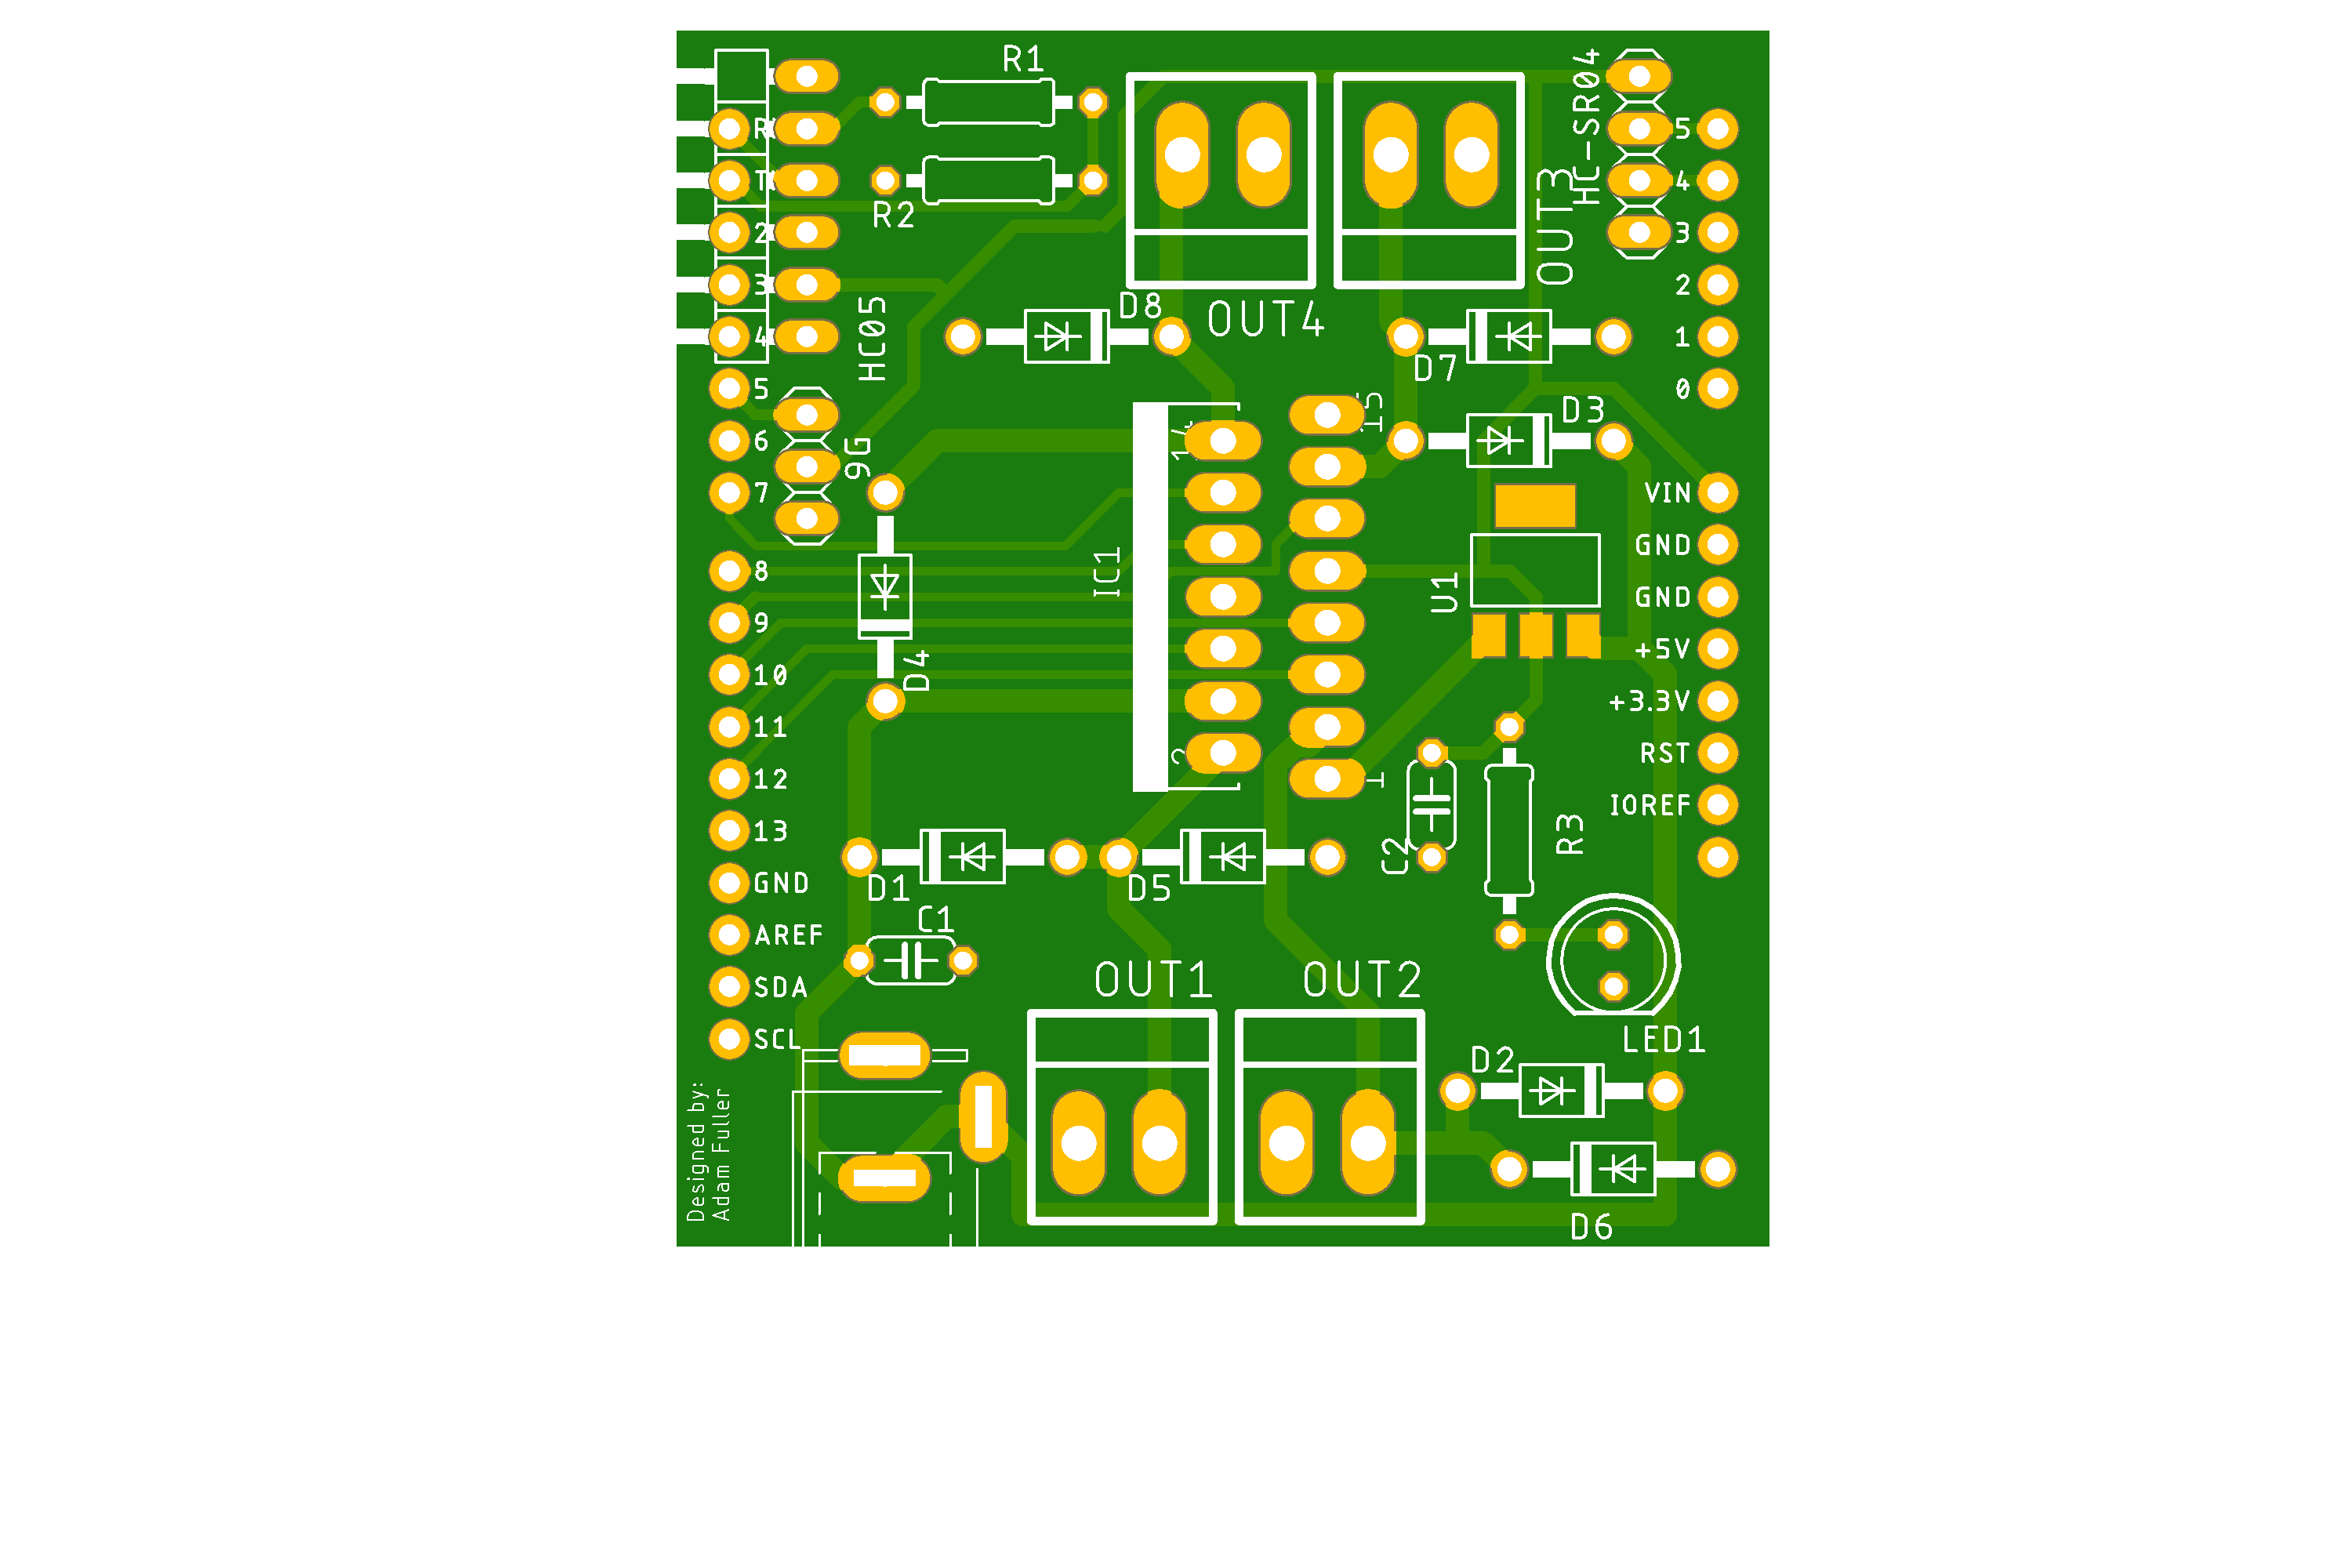 R1
R2
HC-SR04
OUT3
OUT4
D8
D7
D3
HC05
9G
2
3
4
5
6
7
8
9
10
11
12
13
GND
AREF
SDA
SCL
5
4
3
2
1
0
VIN
GND
GND
+5V
+3.3V
RST
IOREF
IC1
2
U1
D4
D1
D5
C1
C2
R3
OUT1
OUT2
LED1
D2
D6
Designed by:
Adam Fuller